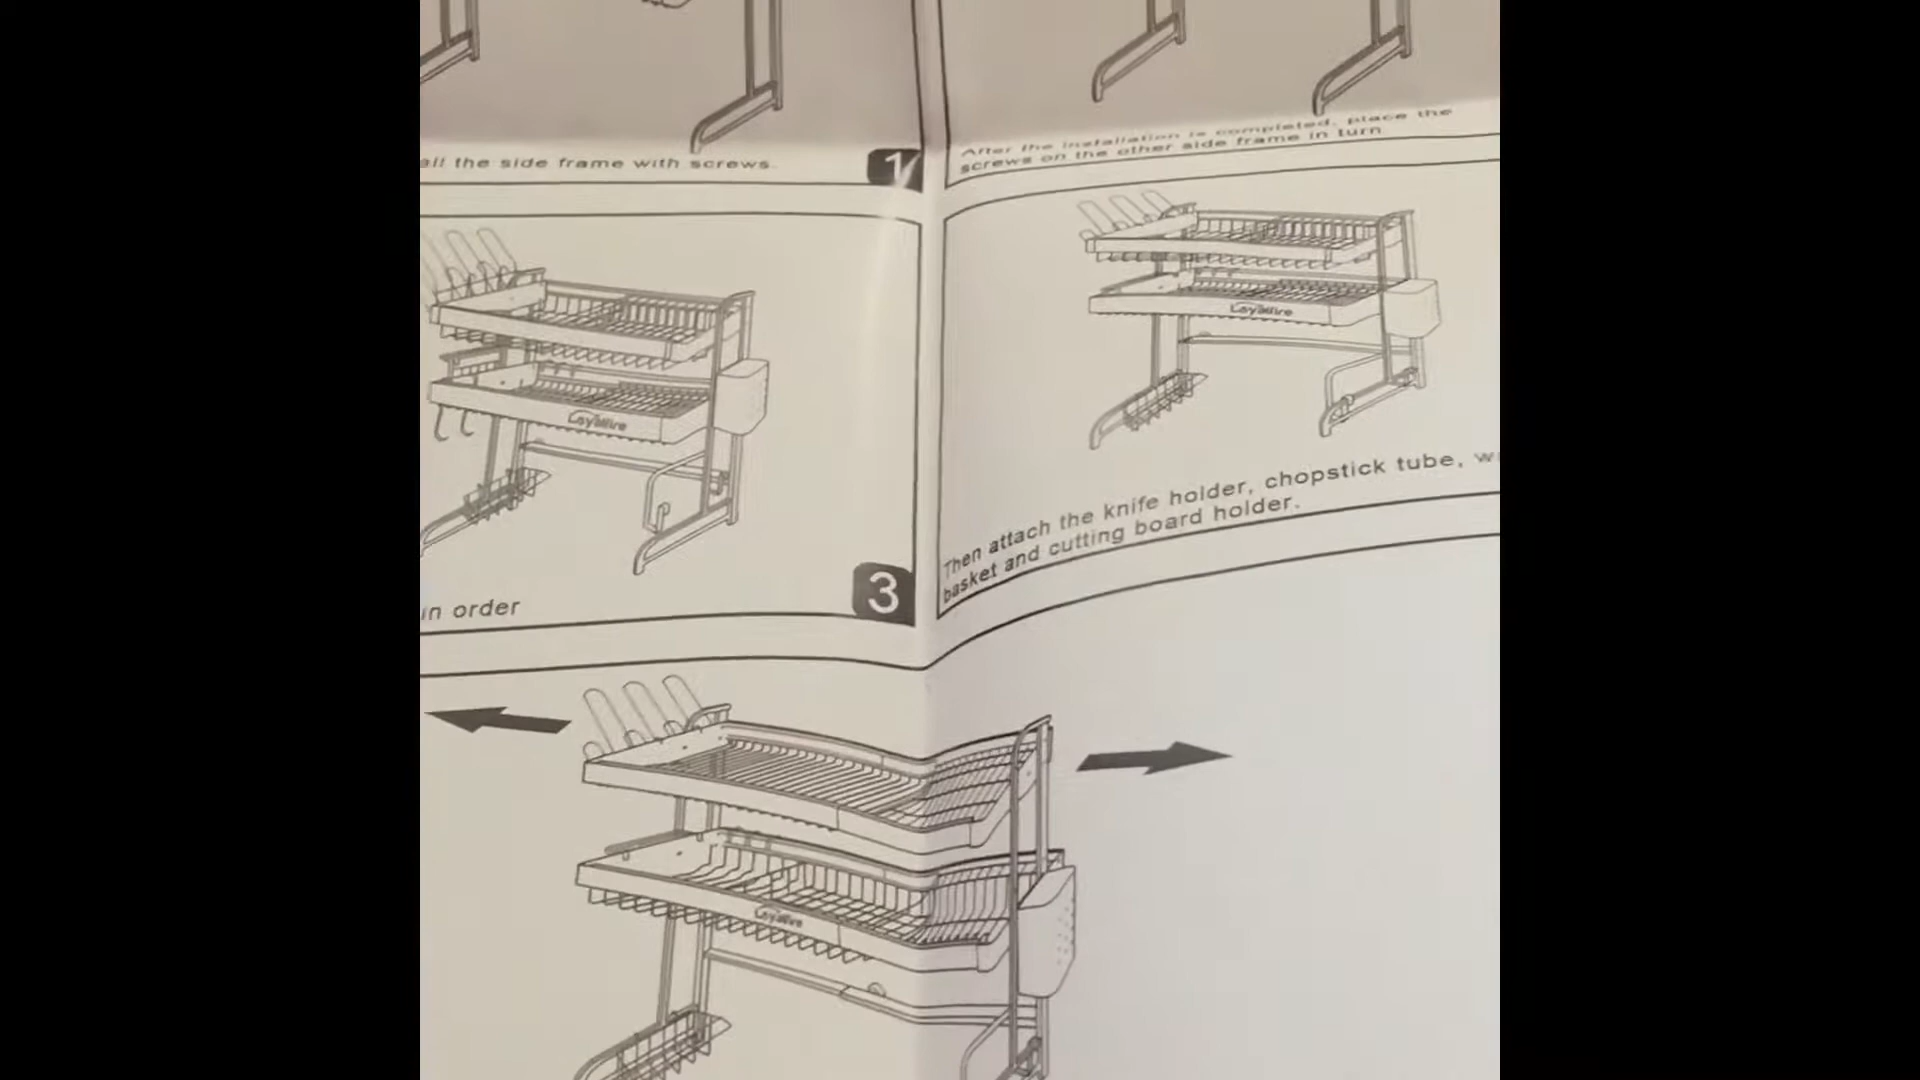 all the side frame with screws.
1
After the installation is completed, place the
screws on the other side frame in turn
in order
3
Then attach the knife holder, chopstick tube,
basket and cutting board holder.